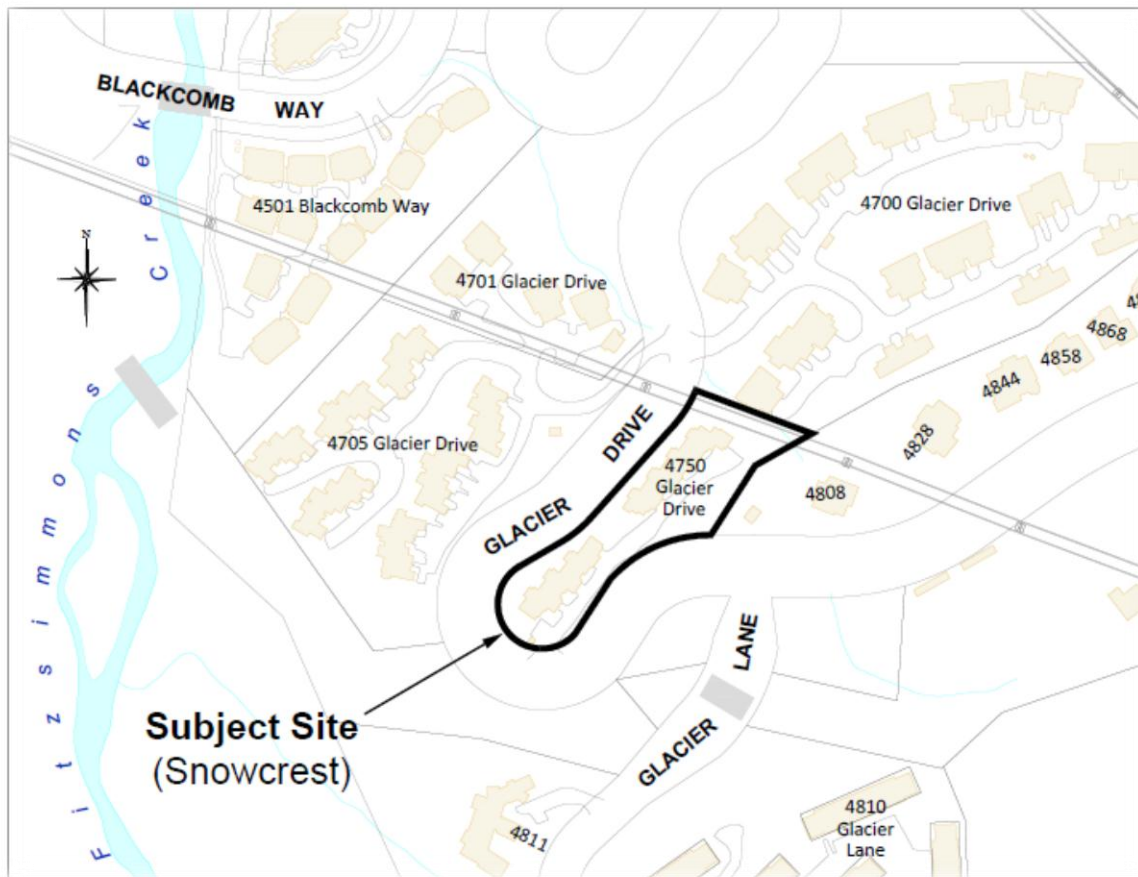 BLACKCOMB WAY
Fitzsimmons Creek
N
4501 Blackcomb Way
4700 Glacier Drive
4701 Glacier Drive
4868
4858
4844
4828
4705 Glacier Drive
GLACIER DRIVE
4750
Glacier
Drive
4808
GLACIER LANE
Subject Site
(Snowcrest)
4811
4810
Glacier
Lane